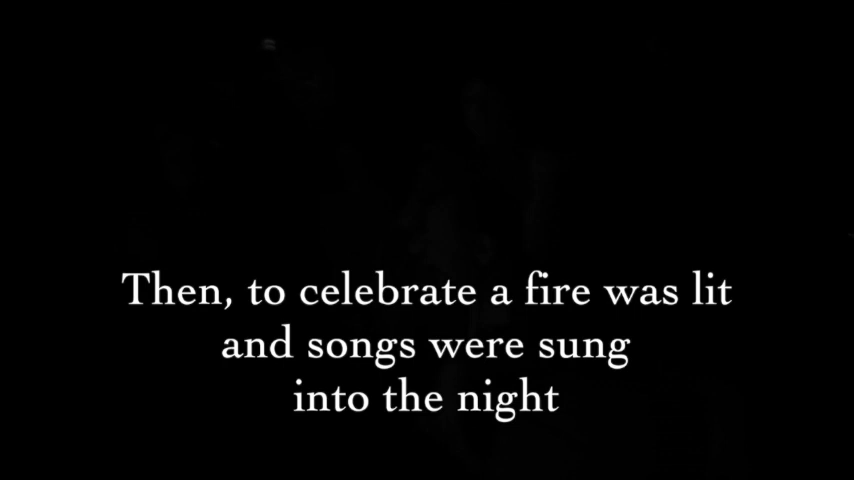 Then, to celebrate a fire was lit
and songs were sung
into the night